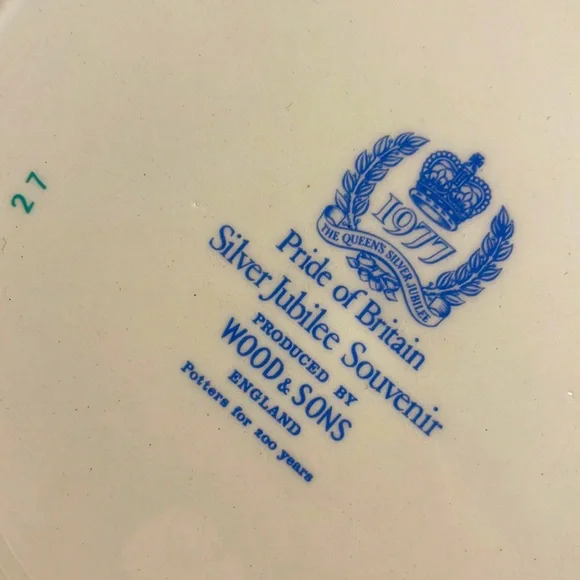 1977
THE QUEEN'S SILVER JUBILEE
Pride of Britain
Silver Jubilee Souvenir
PRODUCED BY
WOOD & SONS
ENGLAND
Potters for 200 years
27